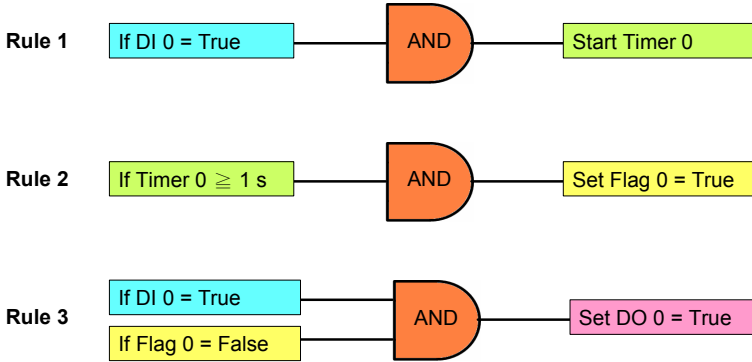 Rule 1
If DI 0 = True
AND
Start Timer 0
Rule 2
If Timer 0 ≧ 1 s
AND
Set Flag 0 = True
Rule 3
If DI 0 = True
If Flag 0 = False
AND
Set DO 0 = True